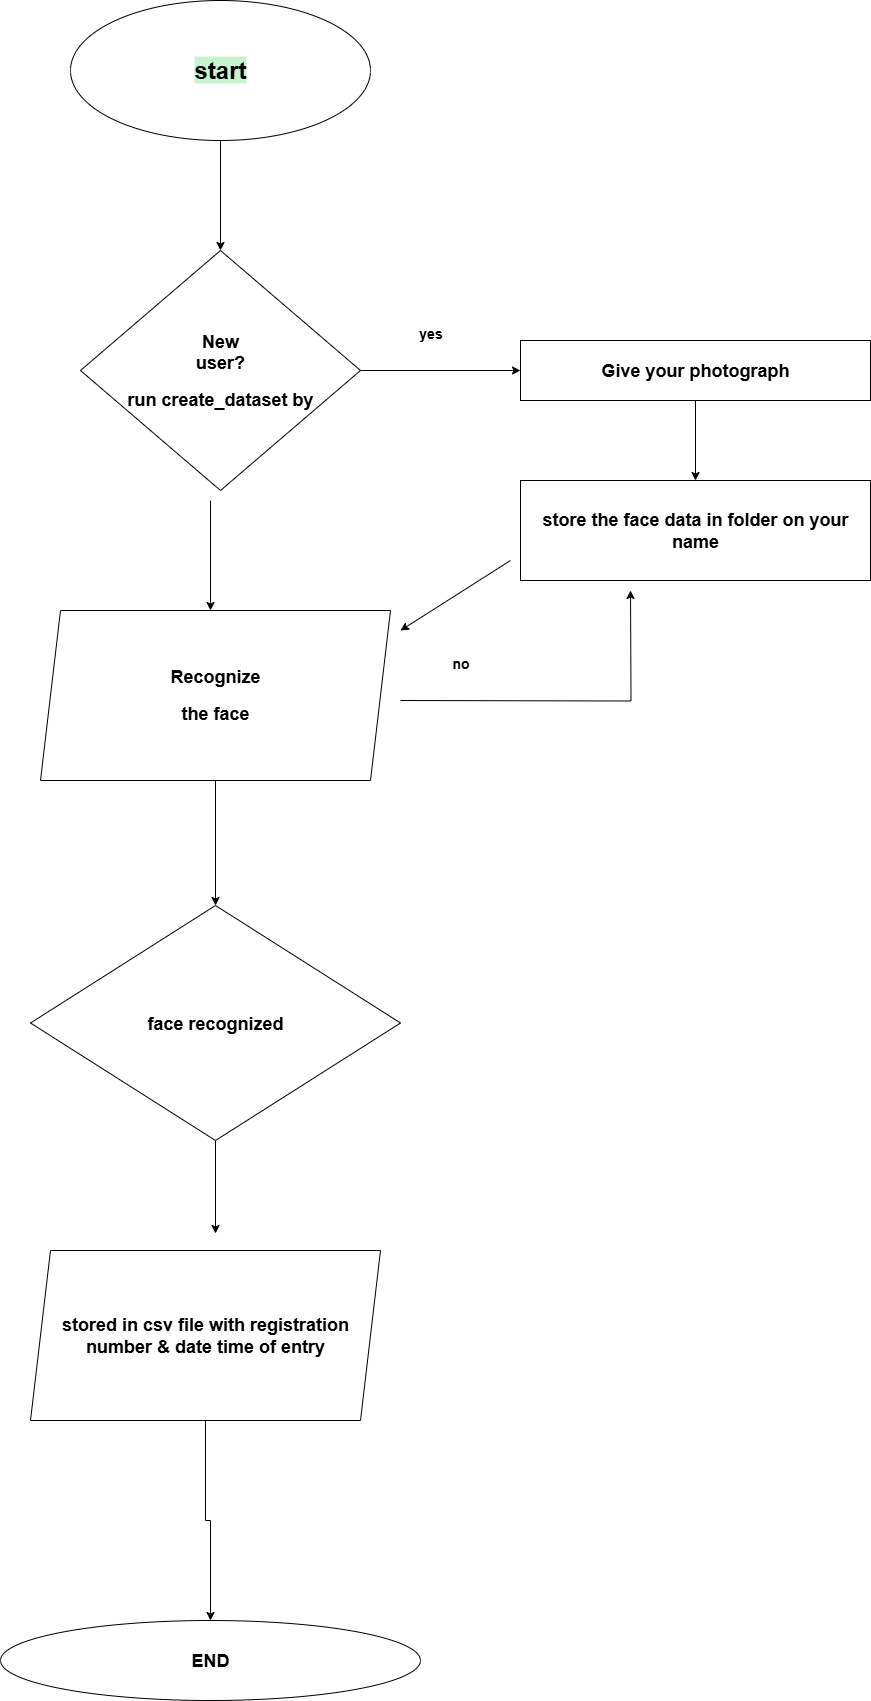 start
New
user?
run create_dataset by
yes
Give your photograph
store the face data in folder on your
name
Recognize
the face
no
face recognized
stored in csv file with registration
number & date time of entry
END